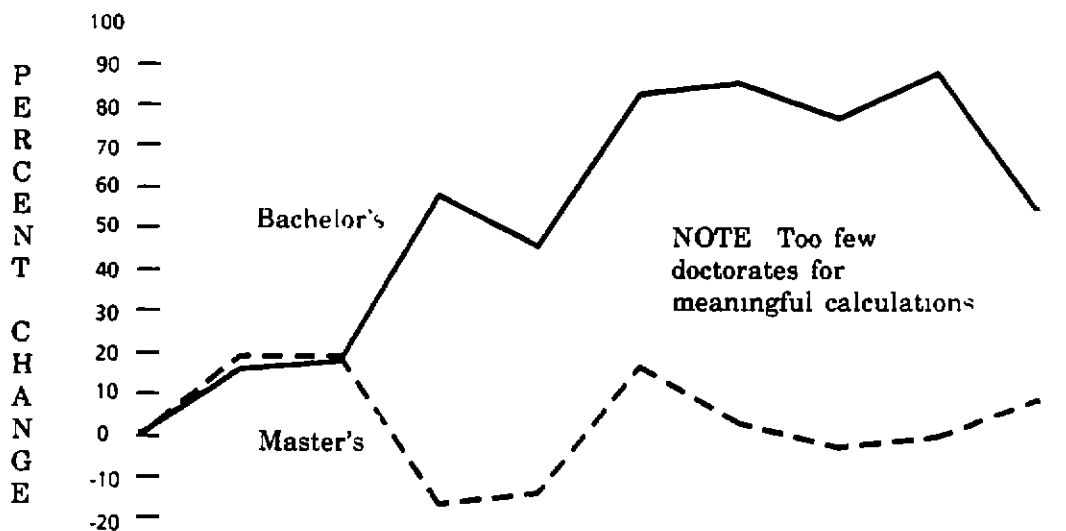 PERCENT CHANGE
100
90
80
70
60
50
40
30
20
10
0
-10
-20
Bachelor's
Master's
NOTE Too few
doctorates for
meaningful calculations